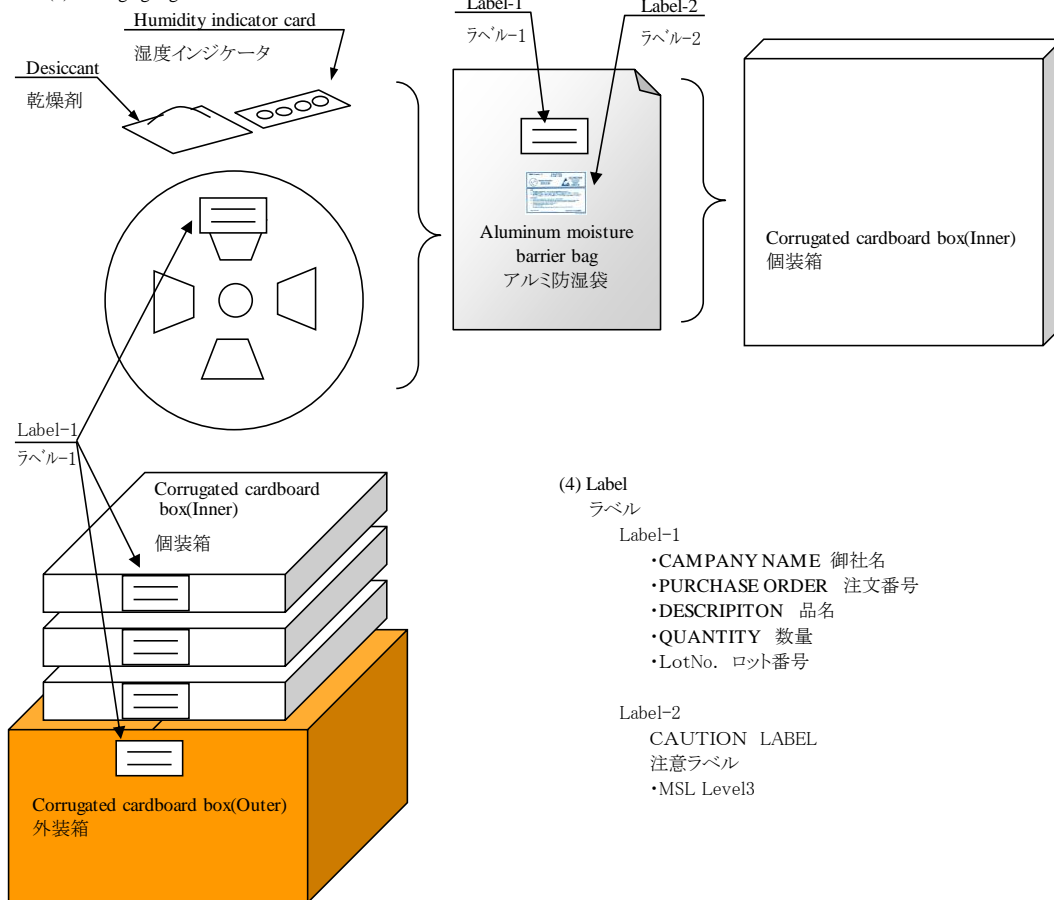 Humidity indicator card
湿度インジケータ
Desiccant
乾燥剤
Label-1
ラベル-1
Label-2
ラベル-2
Aluminum moisture
barrier bag
アルミ防湿袋
Corrugated cardboard box(Inner)
個装箱
Label-1
ラベル-1
Corrugated cardboard
box(Inner)
個装箱
Corrugated cardboard box(Outer)
外装箱
(4) Label
ラベル
Label-1
・CAMPANY NAME 御社名
・PURCHASE ORDER 注文番号
・DESCRIPITON 品名
・QUANTITY 数量
・LotNo. ロット番号
Label-2
CAUTION LABEL
注意ラベル
・MSL Level3